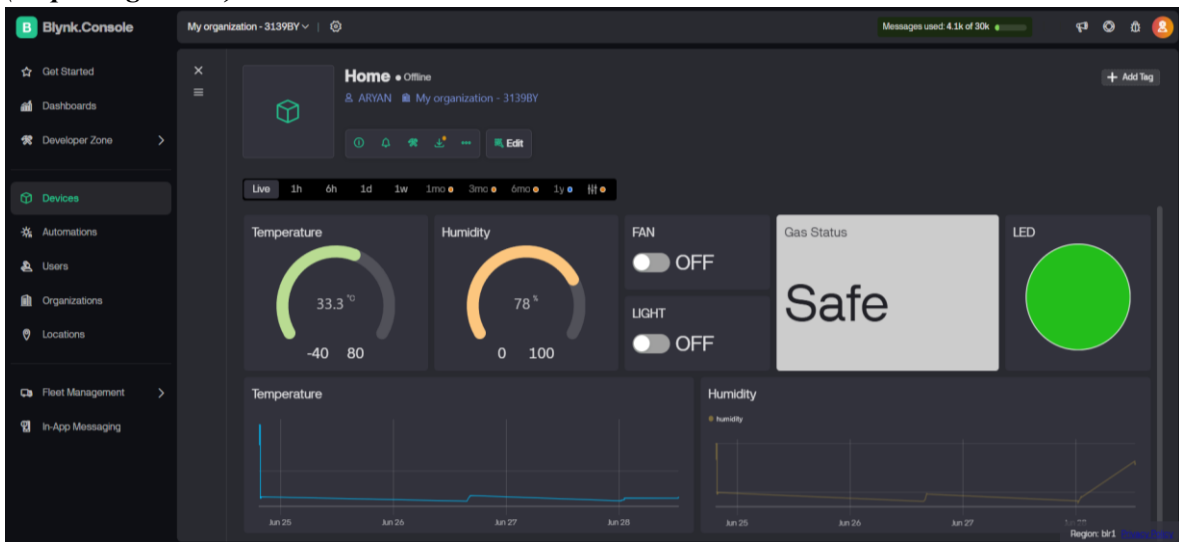 B Blynk.Console
My organization - 3139BY
Messages used: 4.1k of 30k
Get Started
Dashboards
Developer Zone
Devices
Automations
Users
Organizations
Locations
Fleet Management
In-App Messaging
Home • Offline
ARYAN My organization - 3139BY
+ Add Tag
Edit
Live 1h 6h 1d 1w 1mo 3mo 6mo 1y
Temperature
33.3 °C
-40 80
Humidity
78 %
0 100
FAN
OFF
LIGHT
OFF
Gas Status
Safe
LED
Temperature
Jun 25 Jun 26 Jun 27 Jun 28
Humidity
humidity
Jun 25 Jun 26 Jun 27
Region: blr1 Privacy Policy